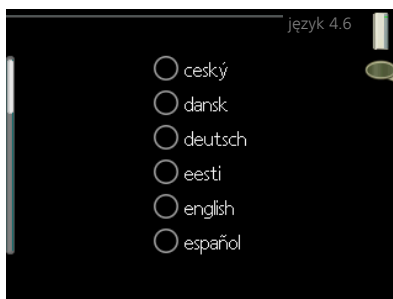 język 4.6
ceský
dansk
deutsch
eesti
english
español